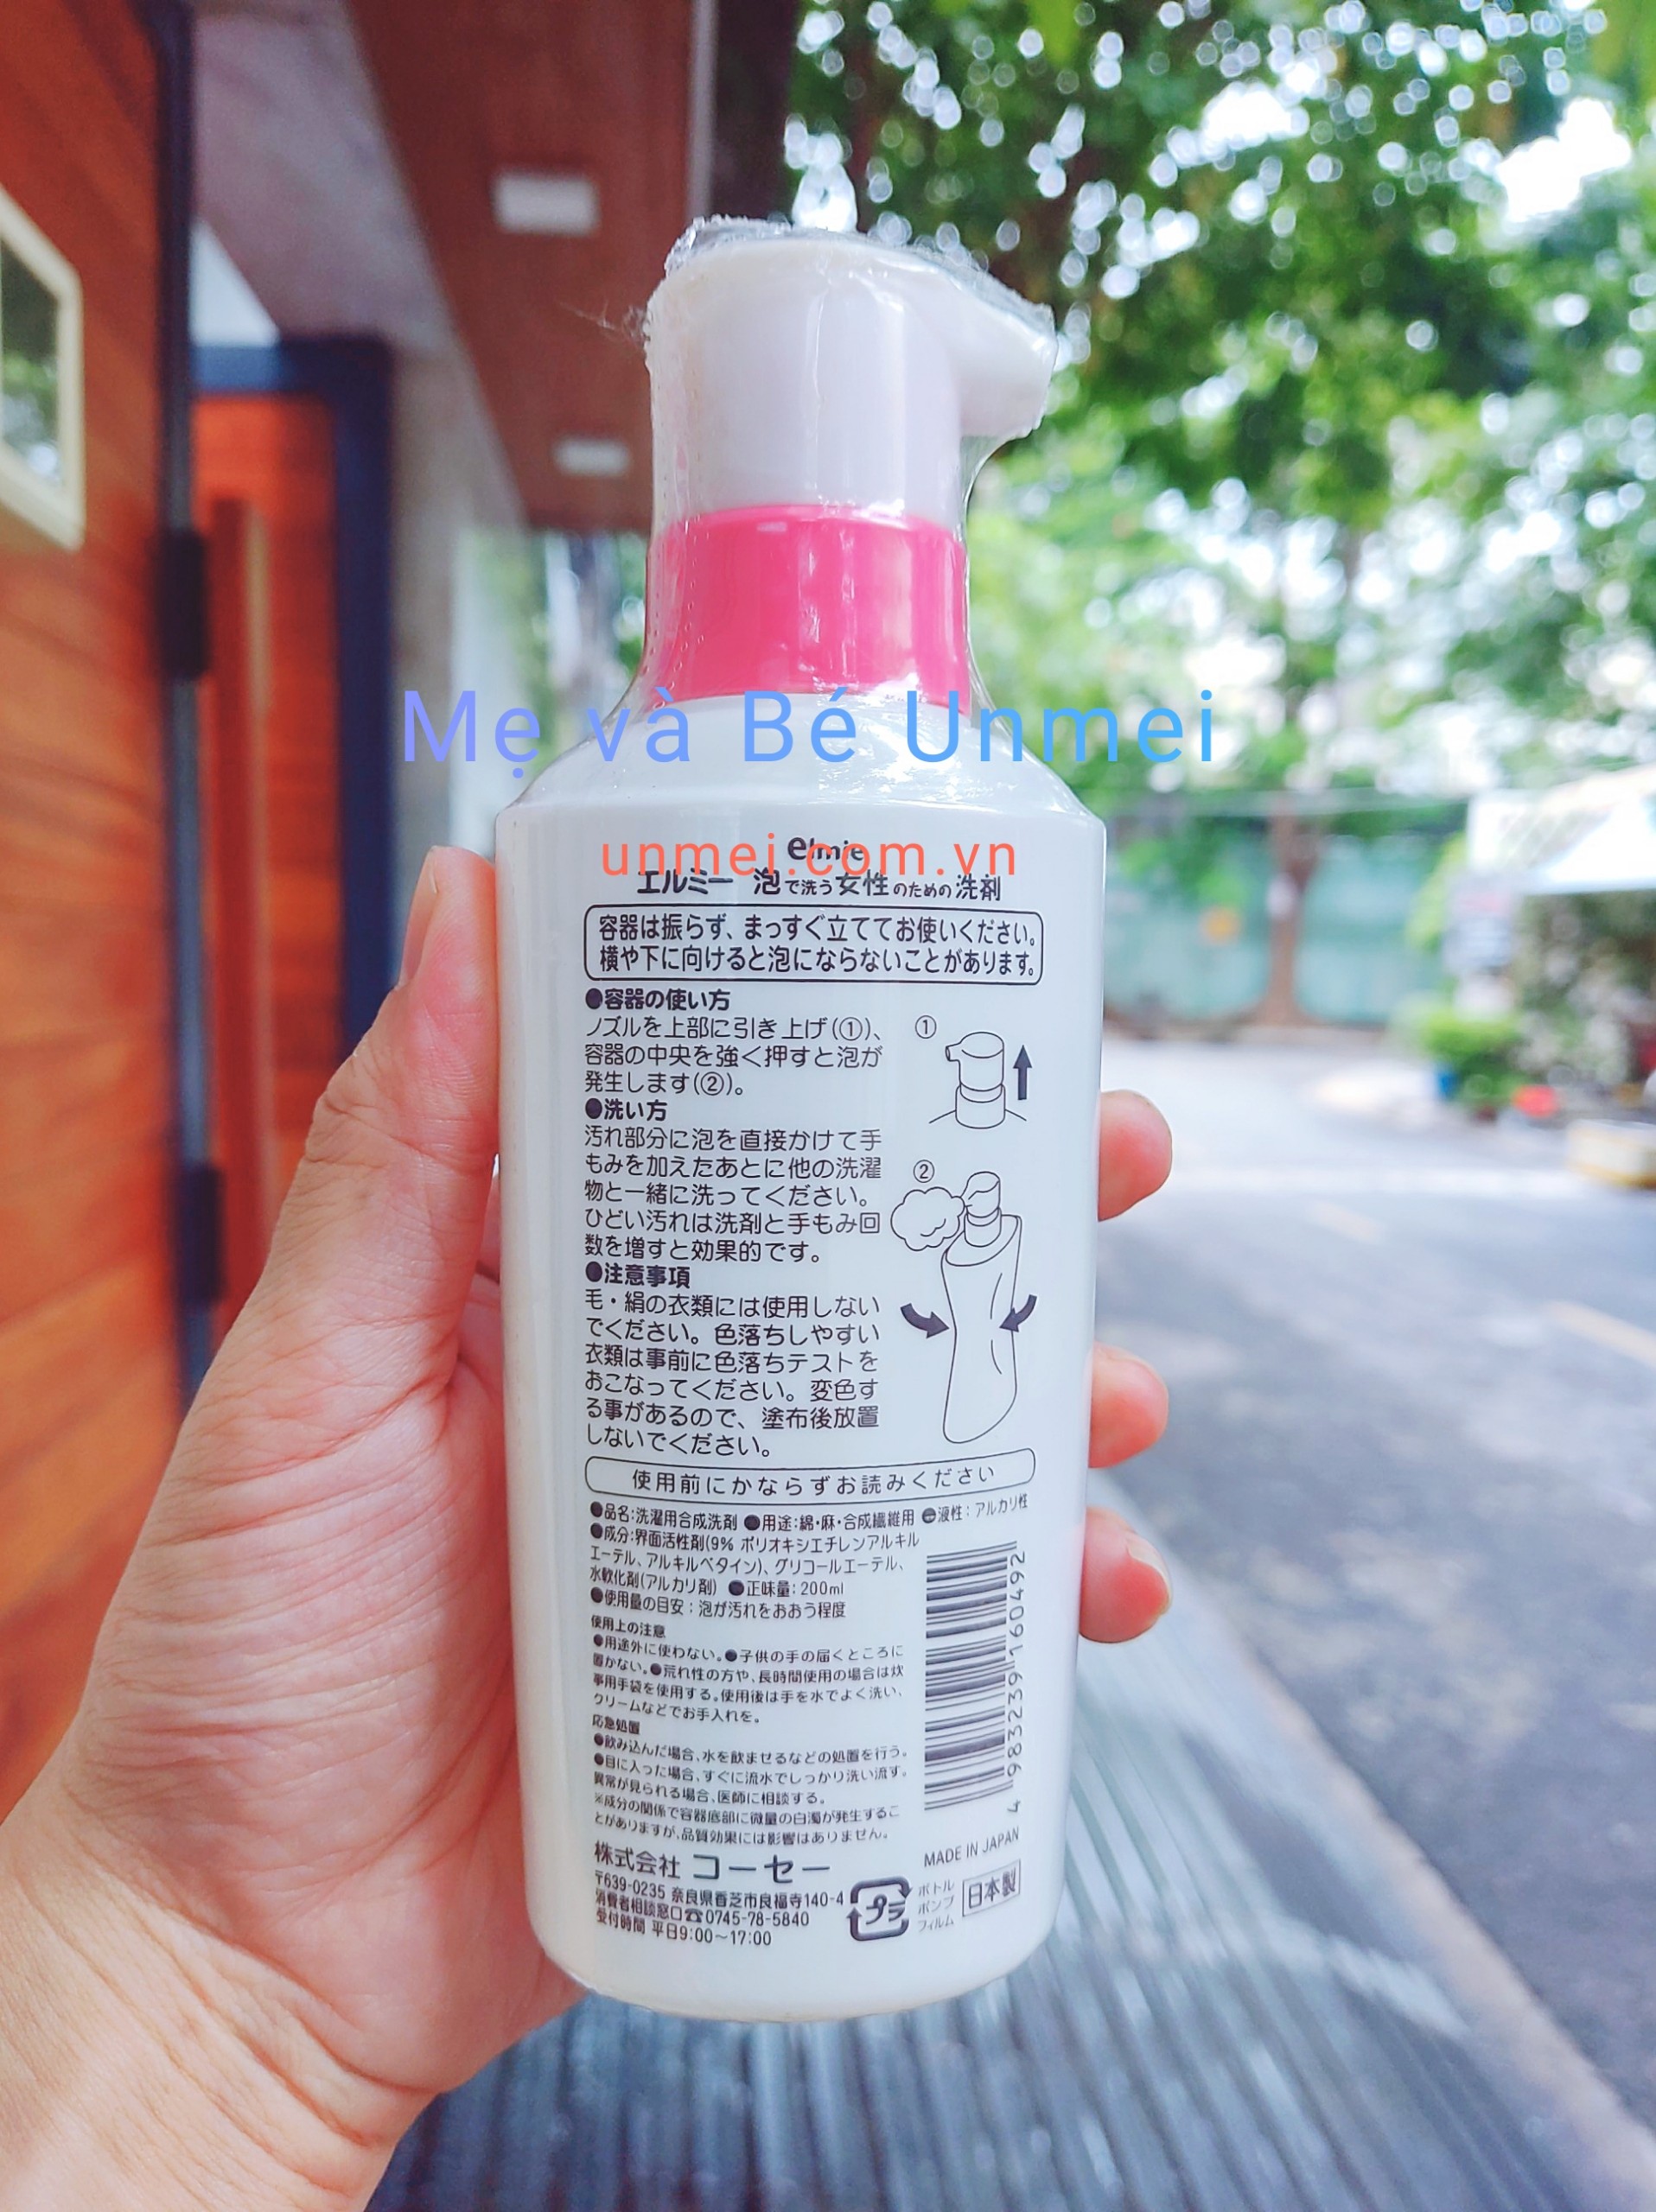 Mẹ và Bé Unmei
unmei.com.vn
elmie
エルミー 泡で洗う女性のための洗剤
容器は振らず、まっすぐ立ててお使いください。
横や下に向けると泡にならないことがあります。
●容器の使い方
ノズルを上部に引き上げ(①)、
容器の中央を強く押すと泡が
発生します(②)。
①
●洗い方
汚れ部分に泡を直接かけて手
もみを加えたあとに他の洗濯
物と一緒に洗ってください。
ひどい汚れは洗剤と手もみ回
数を増すと効果的です。
②
●注意事項
毛・絹の衣類には使用しない
でください。色落ちしやすい
衣類は事前に色落ちテストを
おこなってください。変色す
る事があるので、塗布後放置
しないでください。
使用前にかならずお読みください
●品名:洗濯用合成洗剤 ●用途:綿・麻・合成繊維用 ●液性:アルカリ性
●成分:界面活性剤(9% ポリオキシエチレンアルキル
エーテル、アルキルベタイン)、グリコールエーテル、
水軟化剤(アルカリ剤) ●正味量:200ml
●使用量の目安:泡が汚れをおおう程度
使用上の注意
●用途外に使わない。●子供の手の届くところに
置かない。●荒れ性の方や、長時間使用の場合は炊
事用手袋を使用する。使用後は手を水でよく洗い、
クリームなどでお手入れを。
応急処置
●飲み込んだ場合、水を飲ませるなどの処置を行う。
●目に入った場合、すぐに流水でしっかり洗い流す。
異常が見られる場合、医師に相談する。
※成分の関係で容器底部に微量の白濁が発生するこ
とがありますが、品質効果には影響はありません。
4 983239 160492
株式会社 コーセー
〒639-0235 奈良県香芝市良福寺140-4
消費者相談窓口☎0745-78-5840
受付時間 平日9:00～17:00
プラ
ボトル
ポンプ
フィルム
MADE IN JAPAN
日本製